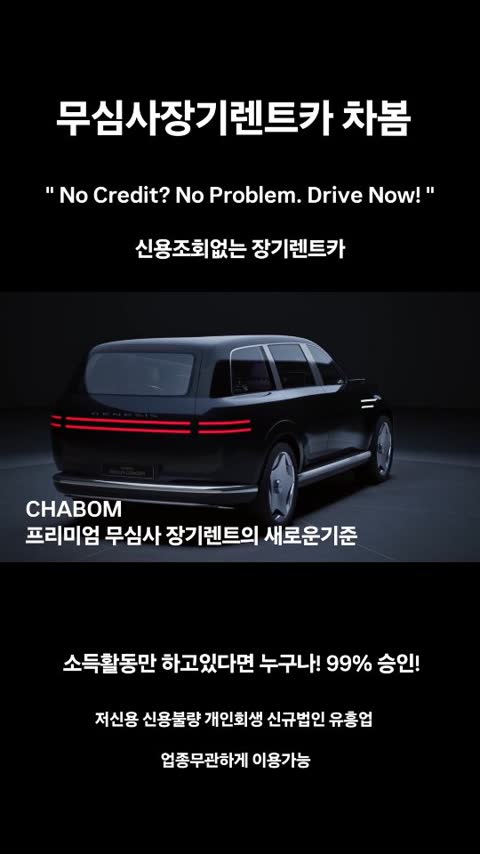 무심사장기렌트카 차봄
" No Credit? No Problem. Drive Now! "
신용조회없는 장기렌트카
GENESIS
CHABOM
프리미엄 무심사 장기렌트의 새로운기준
소득활동만 하고있다면 누구나! 99% 승인!
저신용 신용불량 개인회생 신규법인 유흥업
업종무관하게 이용가능